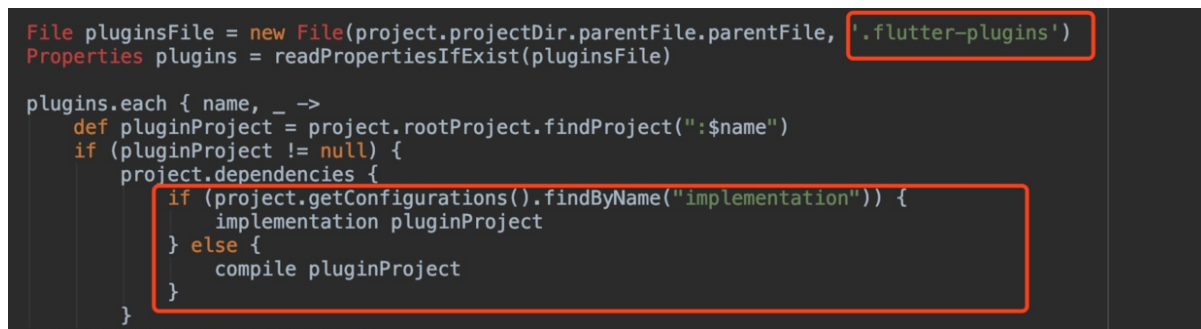 File pluginsFile = new File(project.projectDir.parentFile.parentFile, '.flutter-plugins')
Properties plugins = readPropertiesIfExist(pluginsFile)
plugins.each { name, _ ->
def pluginProject = project.rootProject.findProject(":$name")
if (pluginProject != null) {
project.dependencies {
if (project.getConfigurations().findByName("implementation")) {
implementation pluginProject
} else {
compile pluginProject
}
}